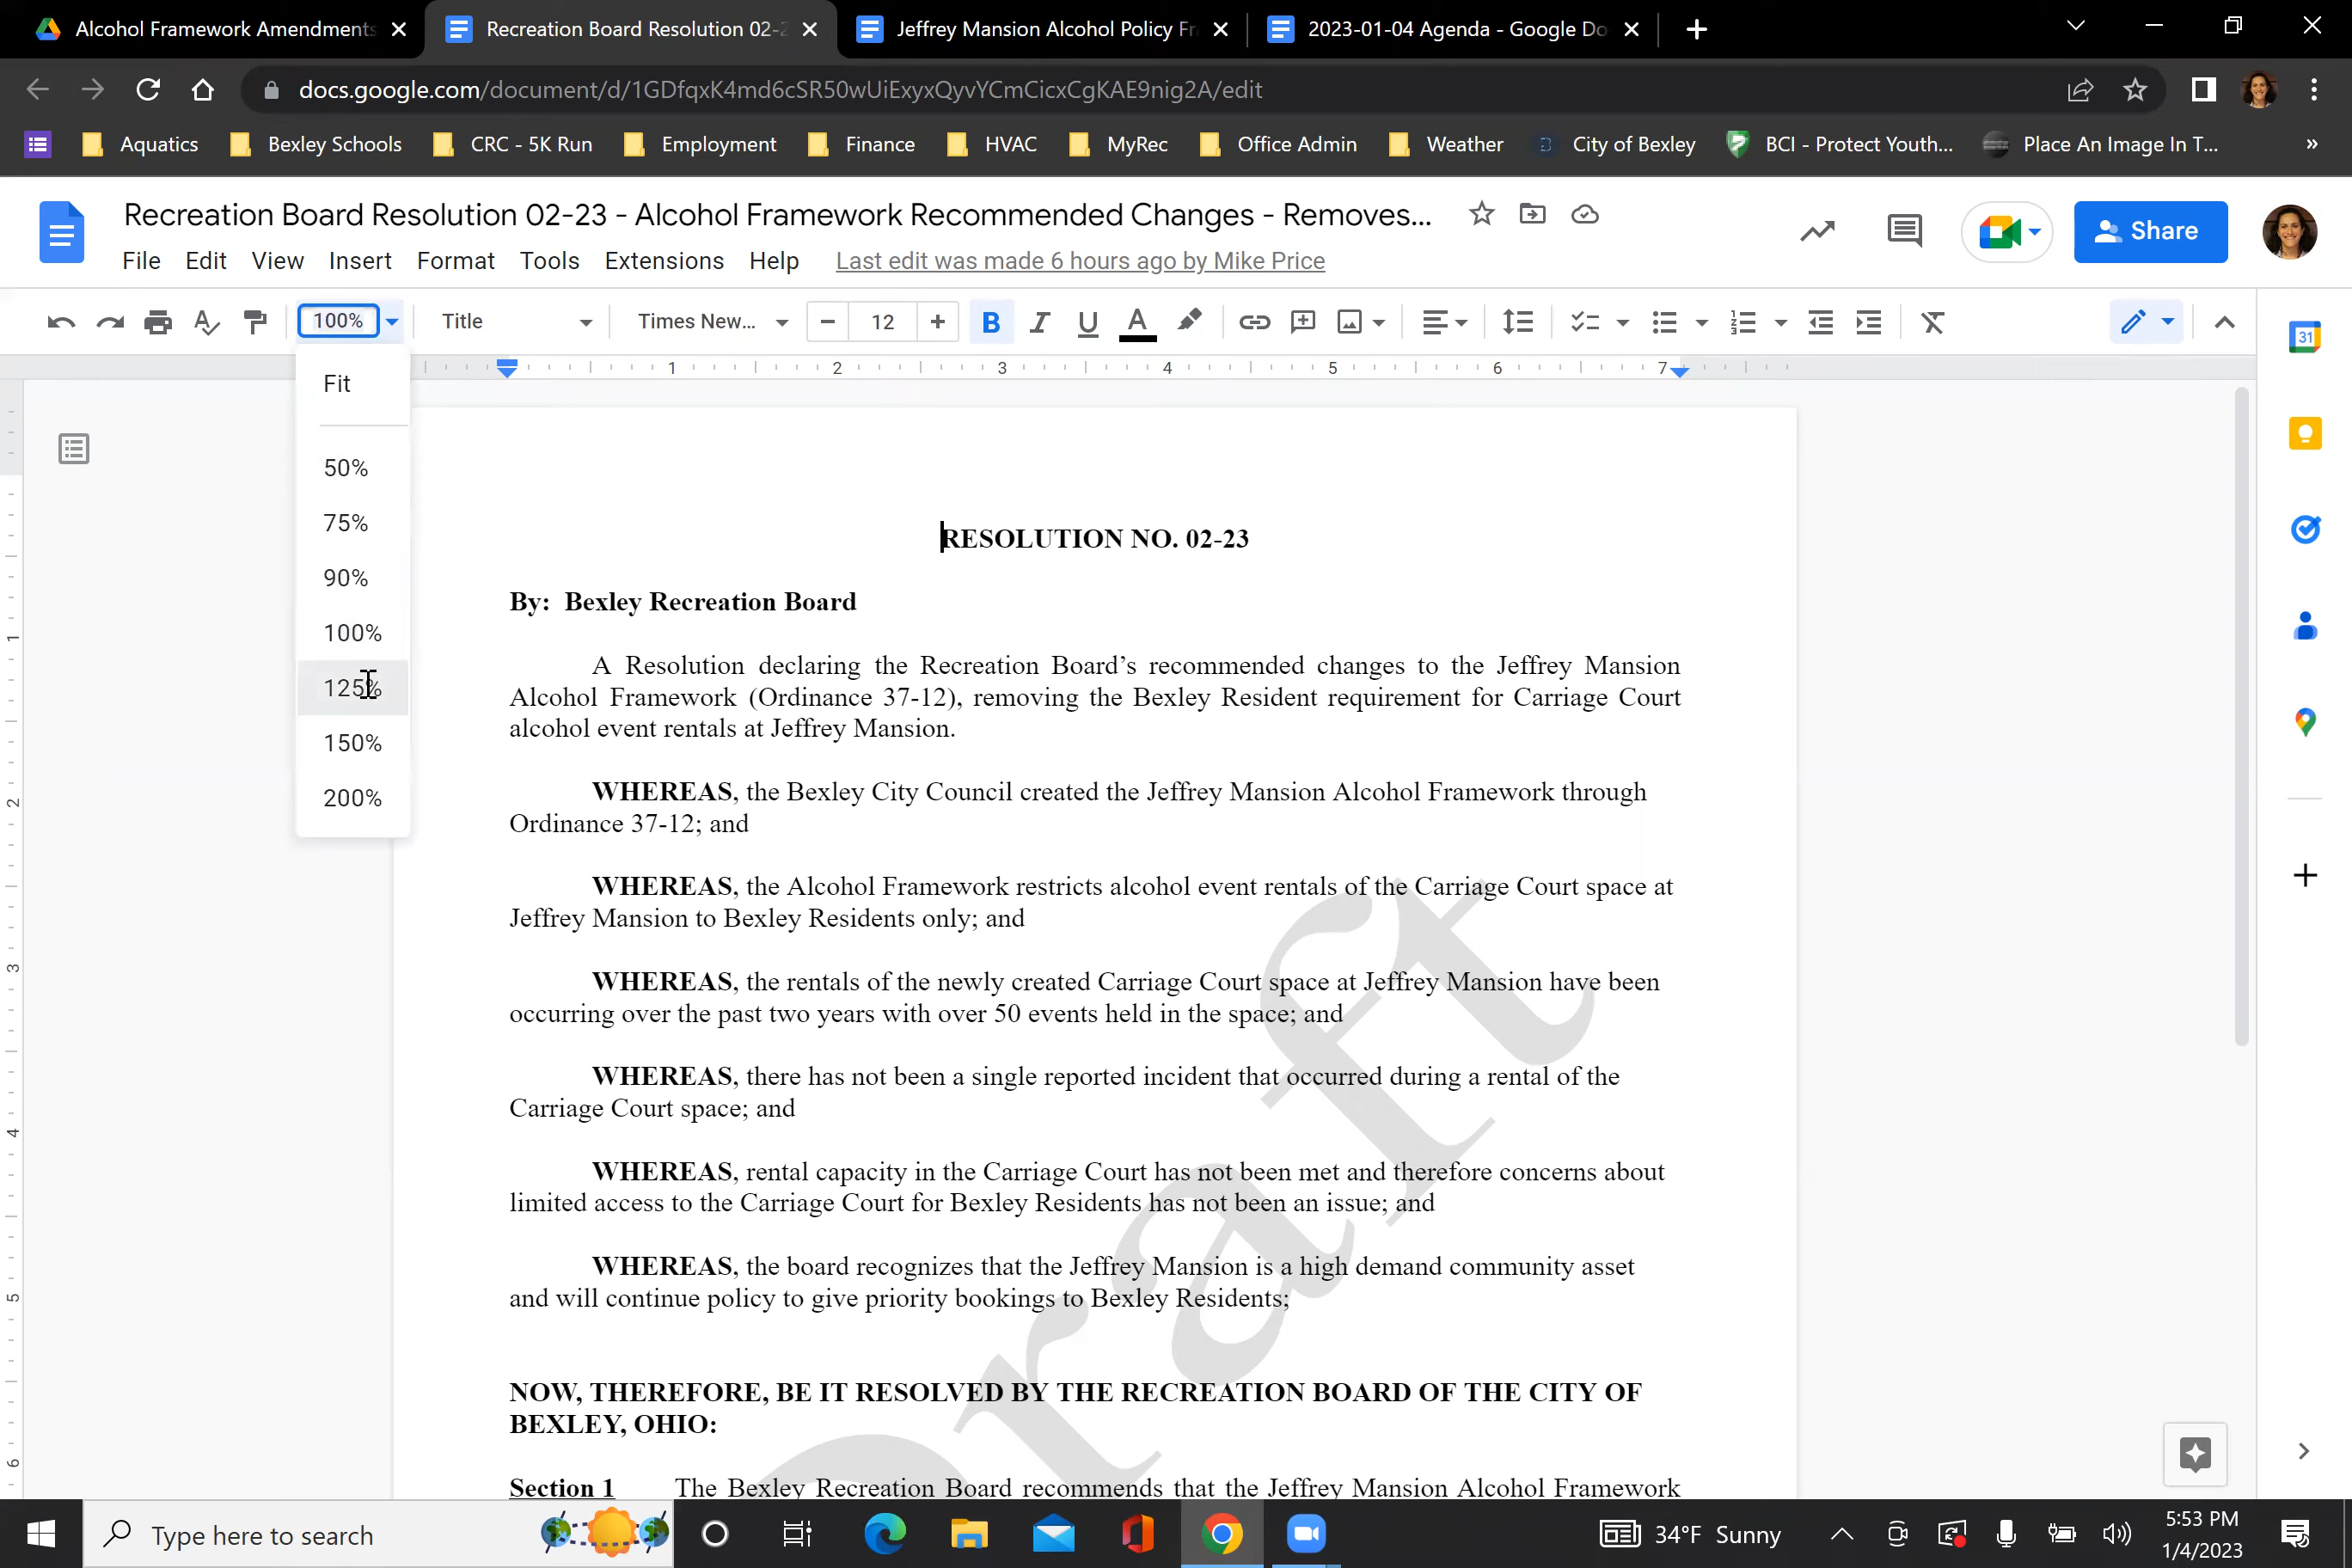 Alcohol Framework Amendments
Recreation Board Resolution 02-2
Jeffrey Mansion Alcohol Policy Fr
2023-01-04 Agenda - Google Do
docs.google.com/document/d/1GDfqxK4md6cSR50wUiExyxQyvYCmCicxCgKAE9nig2A/edit
Aquatics Bexley Schools CRC - 5K Run Employment Finance HVAC MyRec Office Admin Weather City of Bexley BCI - Protect Youth... Place An Image In T... »
Recreation Board Resolution 02-23 - Alcohol Framework Recommended Changes - Removes...
Share
File Edit View Insert Format Tools Extensions Help Last edit was made 6 hours ago by Mike Price
100% Title Times New... 12 B I U A
31
1 2 3 4 5 6 7
Fit
50%
75%
90%
100%
125%
150%
200%
1
2
3
4
5
6
RESOLUTION NO. 02-23
By: Bexley Recreation Board
A Resolution declaring the Recreation Board’s recommended changes to the Jeffrey Mansion
Alcohol Framework (Ordinance 37-12), removing the Bexley Resident requirement for Carriage Court
alcohol event rentals at Jeffrey Mansion.
WHEREAS, the Bexley City Council created the Jeffrey Mansion Alcohol Framework through
Ordinance 37-12; and
WHEREAS, the Alcohol Framework restricts alcohol event rentals of the Carriage Court space at
Jeffrey Mansion to Bexley Residents only; and
WHEREAS, the rentals of the newly created Carriage Court space at Jeffrey Mansion have been
occurring over the past two years with over 50 events held in the space; and
WHEREAS, there has not been a single reported incident that occurred during a rental of the
Carriage Court space; and
WHEREAS, rental capacity in the Carriage Court has not been met and therefore concerns about
limited access to the Carriage Court for Bexley Residents has not been an issue; and
WHEREAS, the board recognizes that the Jeffrey Mansion is a high demand community asset
and will continue policy to give priority bookings to Bexley Residents;
NOW, THEREFORE, BE IT RESOLVED BY THE RECREATION BOARD OF THE CITY OF
BEXLEY, OHIO:
Section 1 The Bexley Recreation Board recommends that the Jeffrey Mansion Alcohol Framework
Draft
Type here to search
34°F Sunny
5:53 PM
1/4/2023